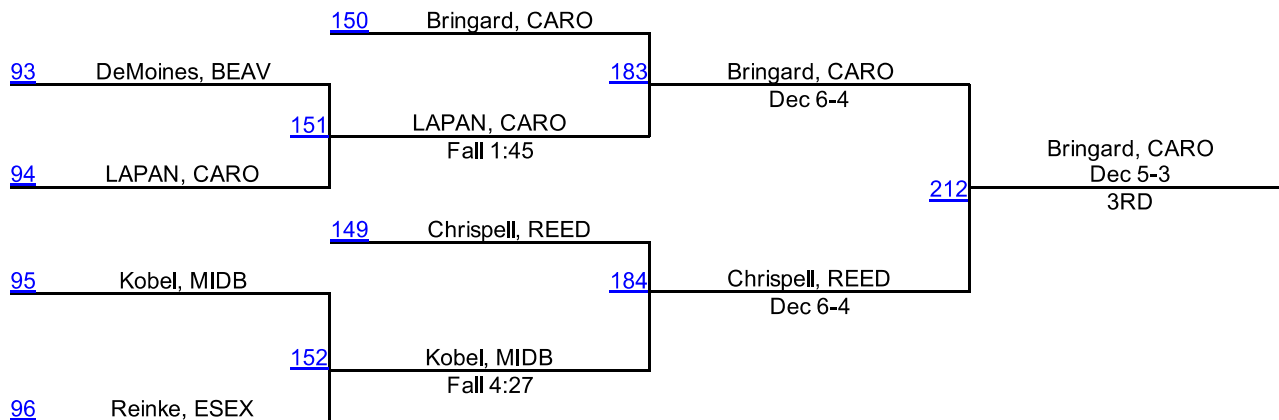 150 Bringard, CARO
93 DeMoines, BEAV
183 Bringard, CARO
Dec 6-4
151 LAPAN, CARO
Fall 1:45
94 LAPAN, CARO
Bringard, CARO
Dec 5-3
212
3RD
149 Chrispell, REED
95 Kobel, MIDB
184 Chrispell, REED
Dec 6-4
152 Kobel, MIDB
Fall 4:27
96 Reinke, ESEX